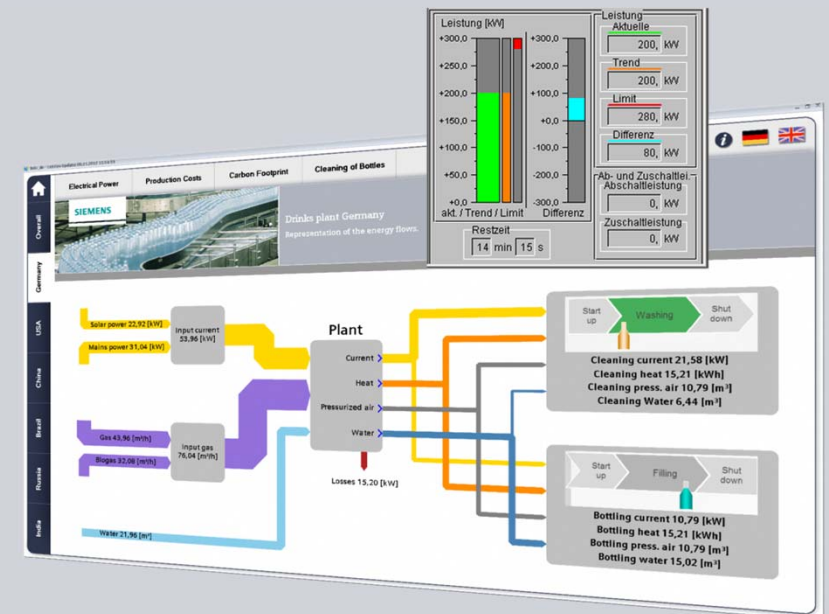 Leistung [kW]
+300,0
+250,0
+200,0
+150,0
+100,0
+50,0
+0,0
akt. / Trend / Limit
+300,0
+200,0
+100,0
+0,0
-100,0
-200,0
-300,0
Differenz
Restzeit
14 min 15 s
Leistung
Aktuelle
200, kW
Trend
200, kW
Limit
280, kW
Differenz
80, kW
Ab- und Zuschaltlei.
Abschaltleistung
0, kW
Zuschaltleistung
0, kW
Electrical Power
Production Costs
Carbon Footprint
Cleaning of Bottles
i
SIEMENS
Drinks plant Germany
Representation of the energy flows.
Overall
Germany
USA
China
Brazil
Russia
India
Solar power 22,92 [kW]
Mains power 31,04 [kW]
Input current
53,96 [kW]
Gas 43,96 [m³/h]
Biogas 32,08 [m³/h]
Input gas
76,04 [m³/h]
Water 21,96 [m³]
Plant
Current
Heat
Pressurized air
Water
Losses 15,20 [kW]
Start up
Washing
Shut down
Cleaning current 21,58 [kW]
Cleaning heat 15,21 [kWh]
Cleaning press. air 10,79 [m³]
Cleaning Water 6,44 [m³]
Start up
Filling
Shut down
Bottling current 10,79 [kW]
Bottling heat 15,21 [kWh]
Bottling press. air 10,79 [m³]
Bottling water 15,02 [m³]